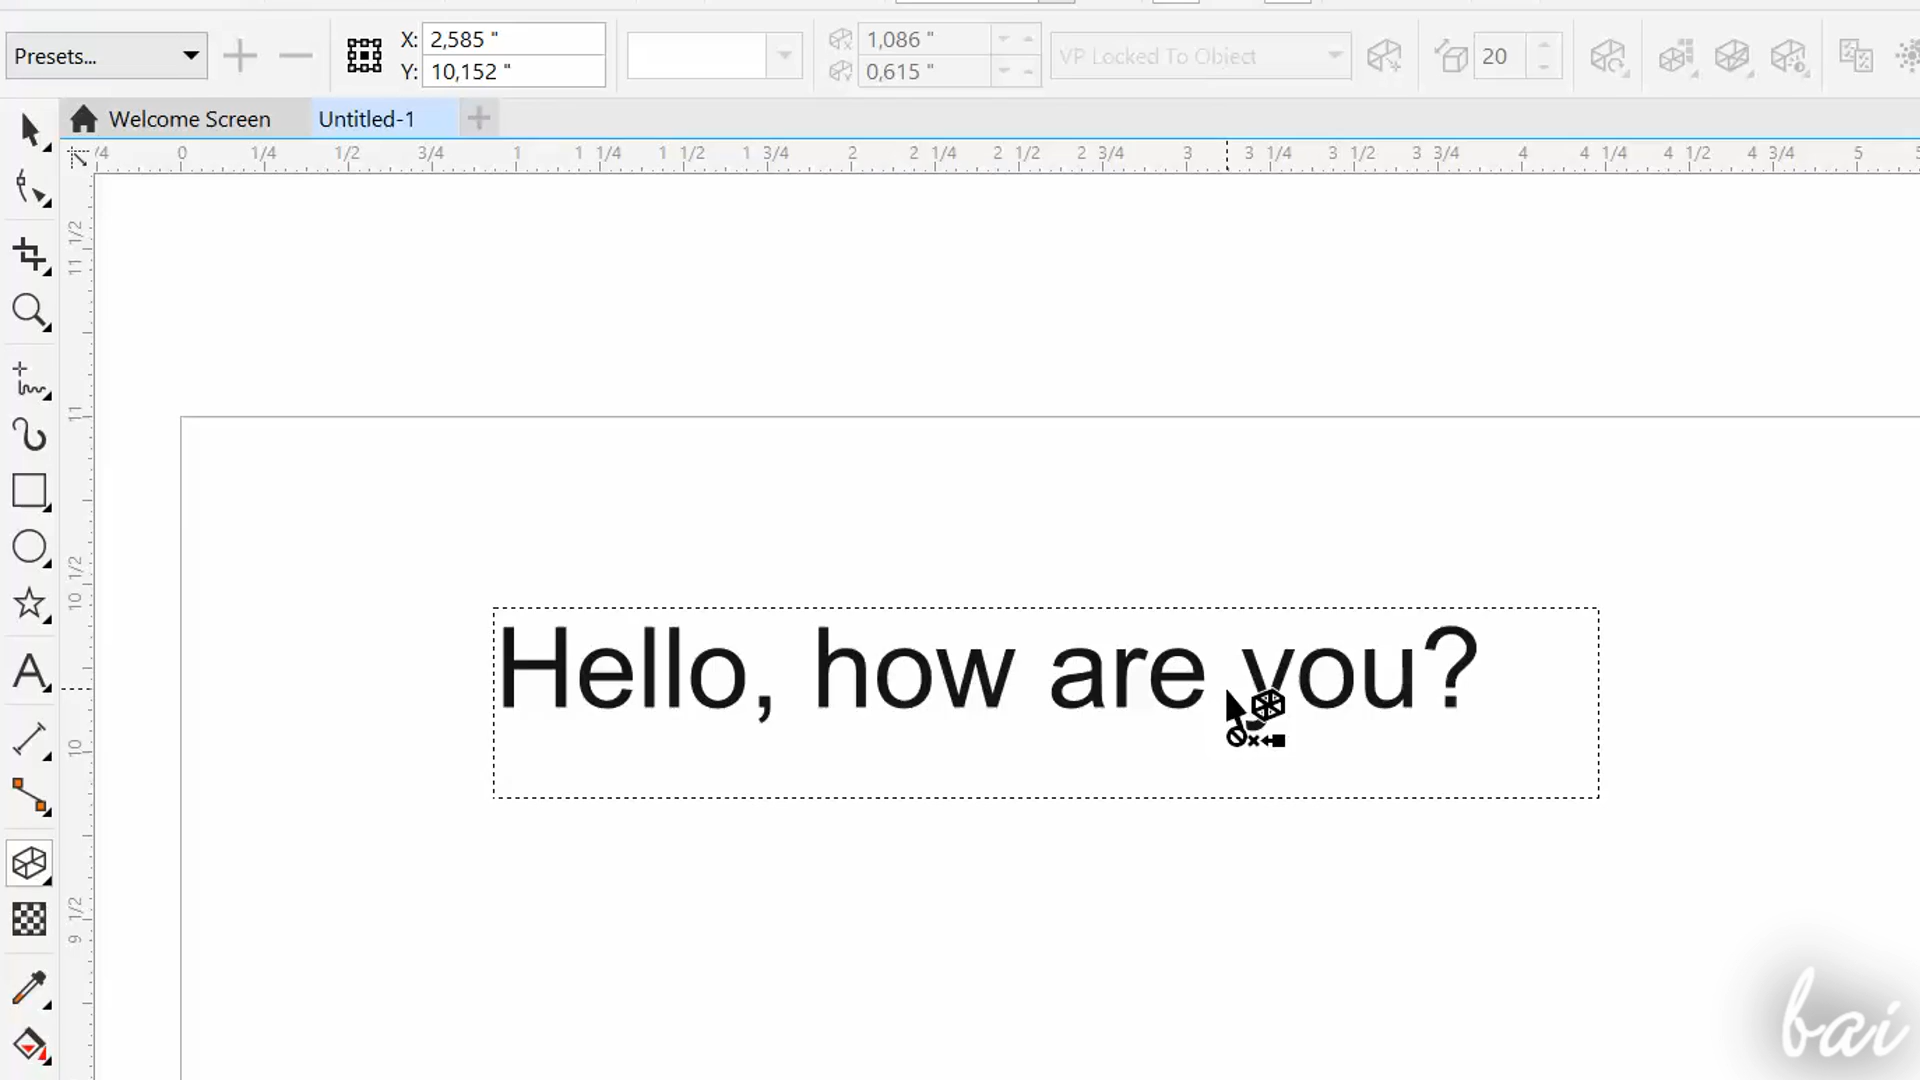 Presets...
X: 2,585 "
Y: 10,152 "
1,086 "
0,615 "
VP Locked To Object
20
Welcome Screen
Untitled-1
/4 0 1/4 1/2 3/4 1 1 1/4 1 1/2 1 3/4 2 2 1/4 2 1/2 2 3/4 3 3 1/4 3 1/2 3 3/4 4 4 1/4 4 1/2 4 3/4 5
11 1/2
11
10 1/2
10
9 1/2
Hello, how are you?
A
bai